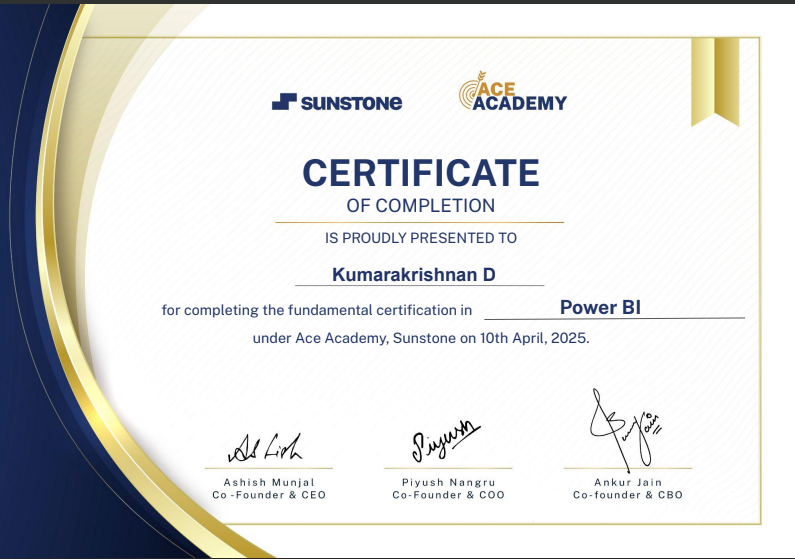 SUNSTONE
ACE
ACADEMY
CERTIFICATE
OF COMPLETION
IS PROUDLY PRESENTED TO
Kumarakrishnan D
for completing the fundamental certification in Power BI
under Ace Academy, Sunstone on 10th April, 2025.
Ashish Piyush Jain
Ashish Munjal Piyush Nangru Ankur Jain
Co -Founder & CEO Co-Founder & COO Co-founder & CBO